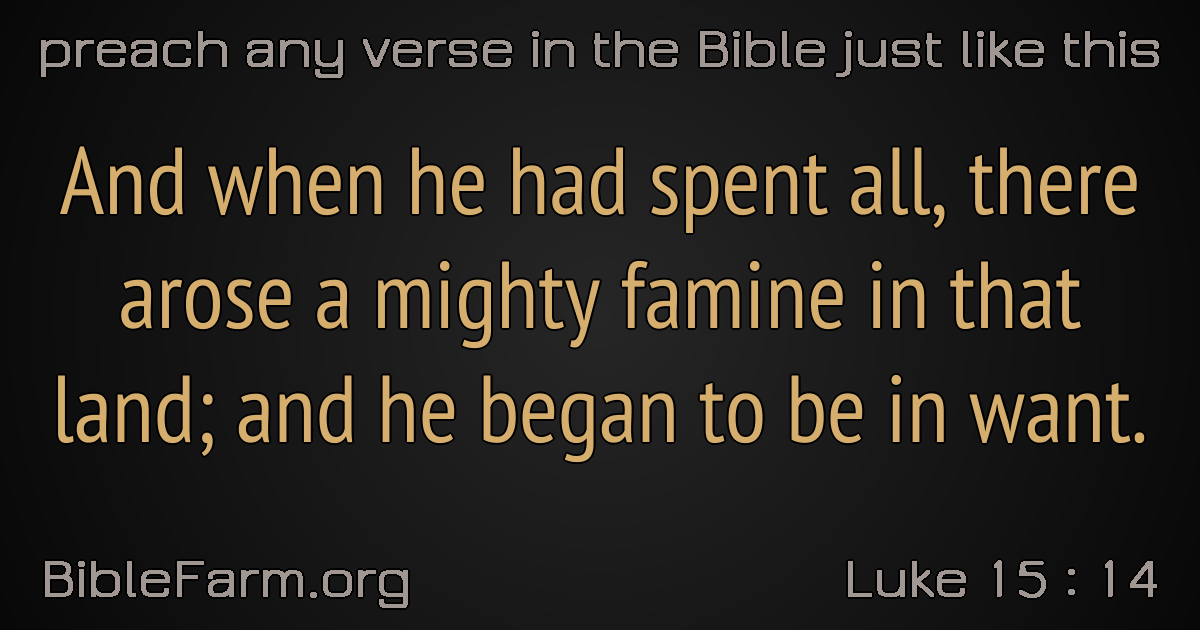 preach any verse in the Bible just like this
And when he had spent all, there
arose a mighty famine in that
land; and he began to be in want.
BibleFarm.org
Luke 15 : 14